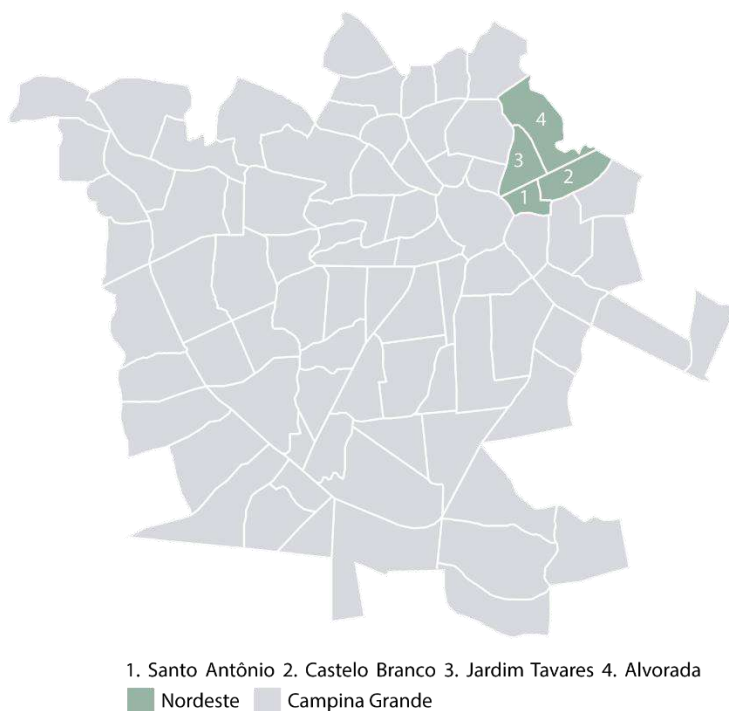 4
3
2
1
1. Santo Antônio 2. Castelo Branco 3. Jardim Tavares 4. Alvorada
Nordeste Campina Grande